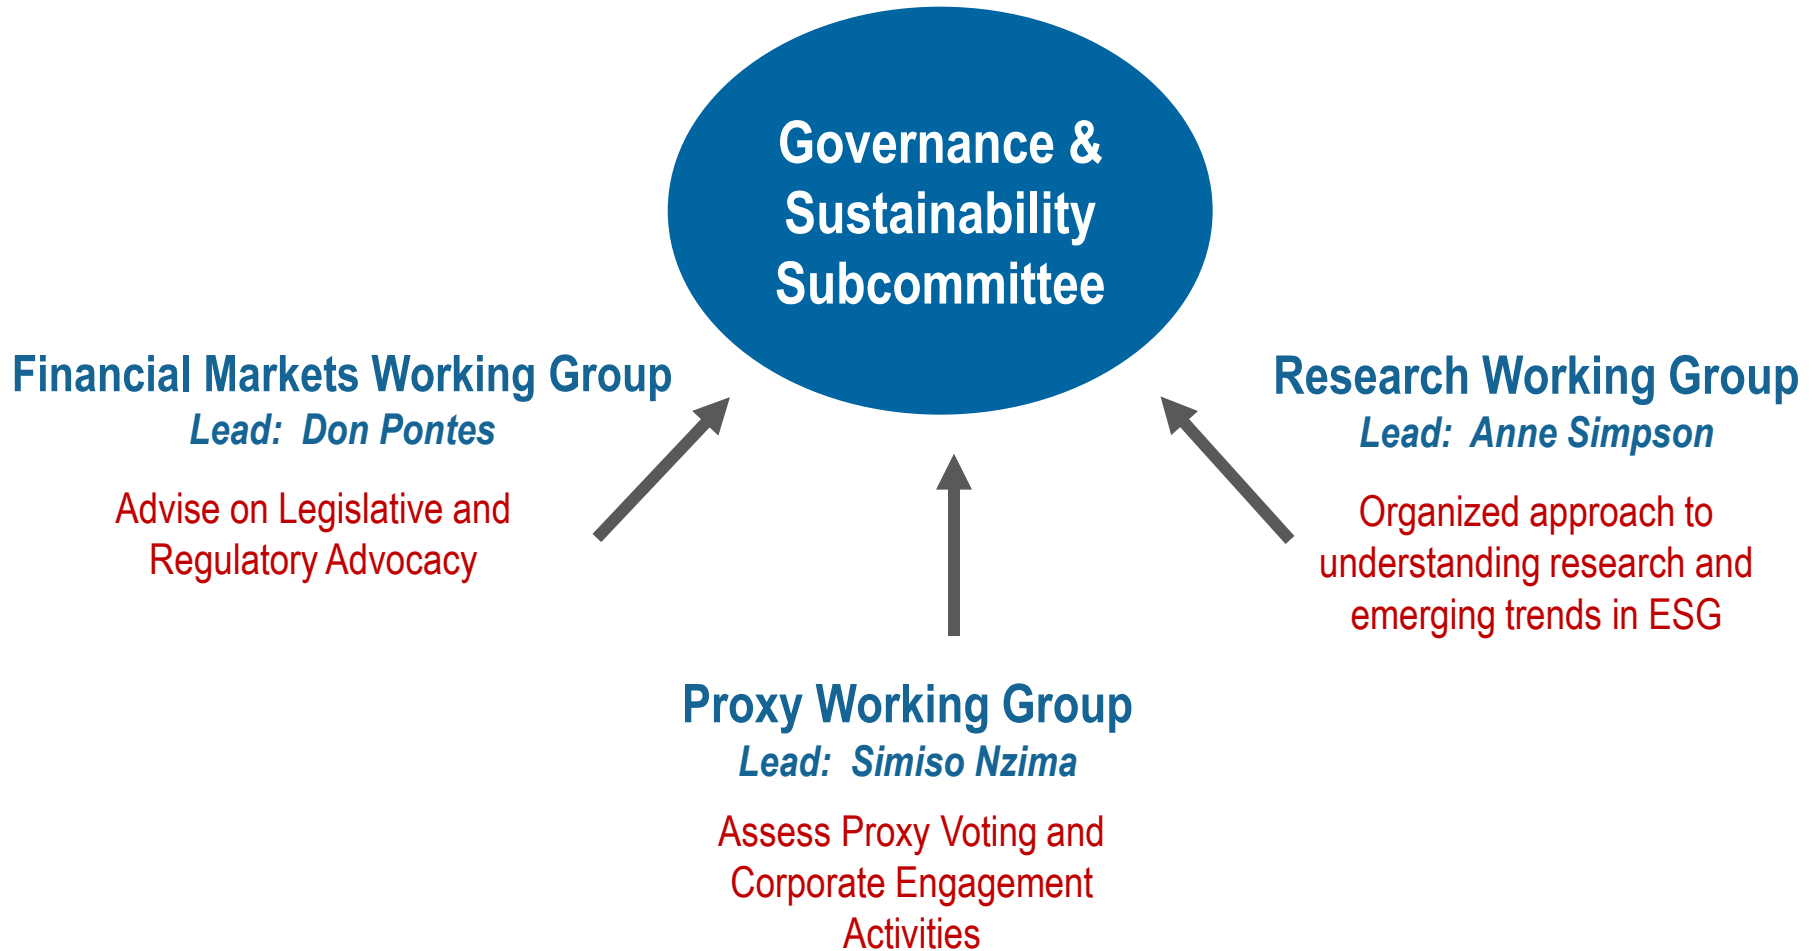 Governance &
Sustainability
Subcommittee
Financial Markets Working Group
Lead:  Don Pontes
Advise on Legislative and
Regulatory Advocacy
Research Working Group
Lead:  Anne Simpson
Organized approach to
understanding research and
emerging trends in ESG
Proxy Working Group
Lead:  Simiso Nzima
Assess Proxy Voting and
Corporate Engagement
Activities